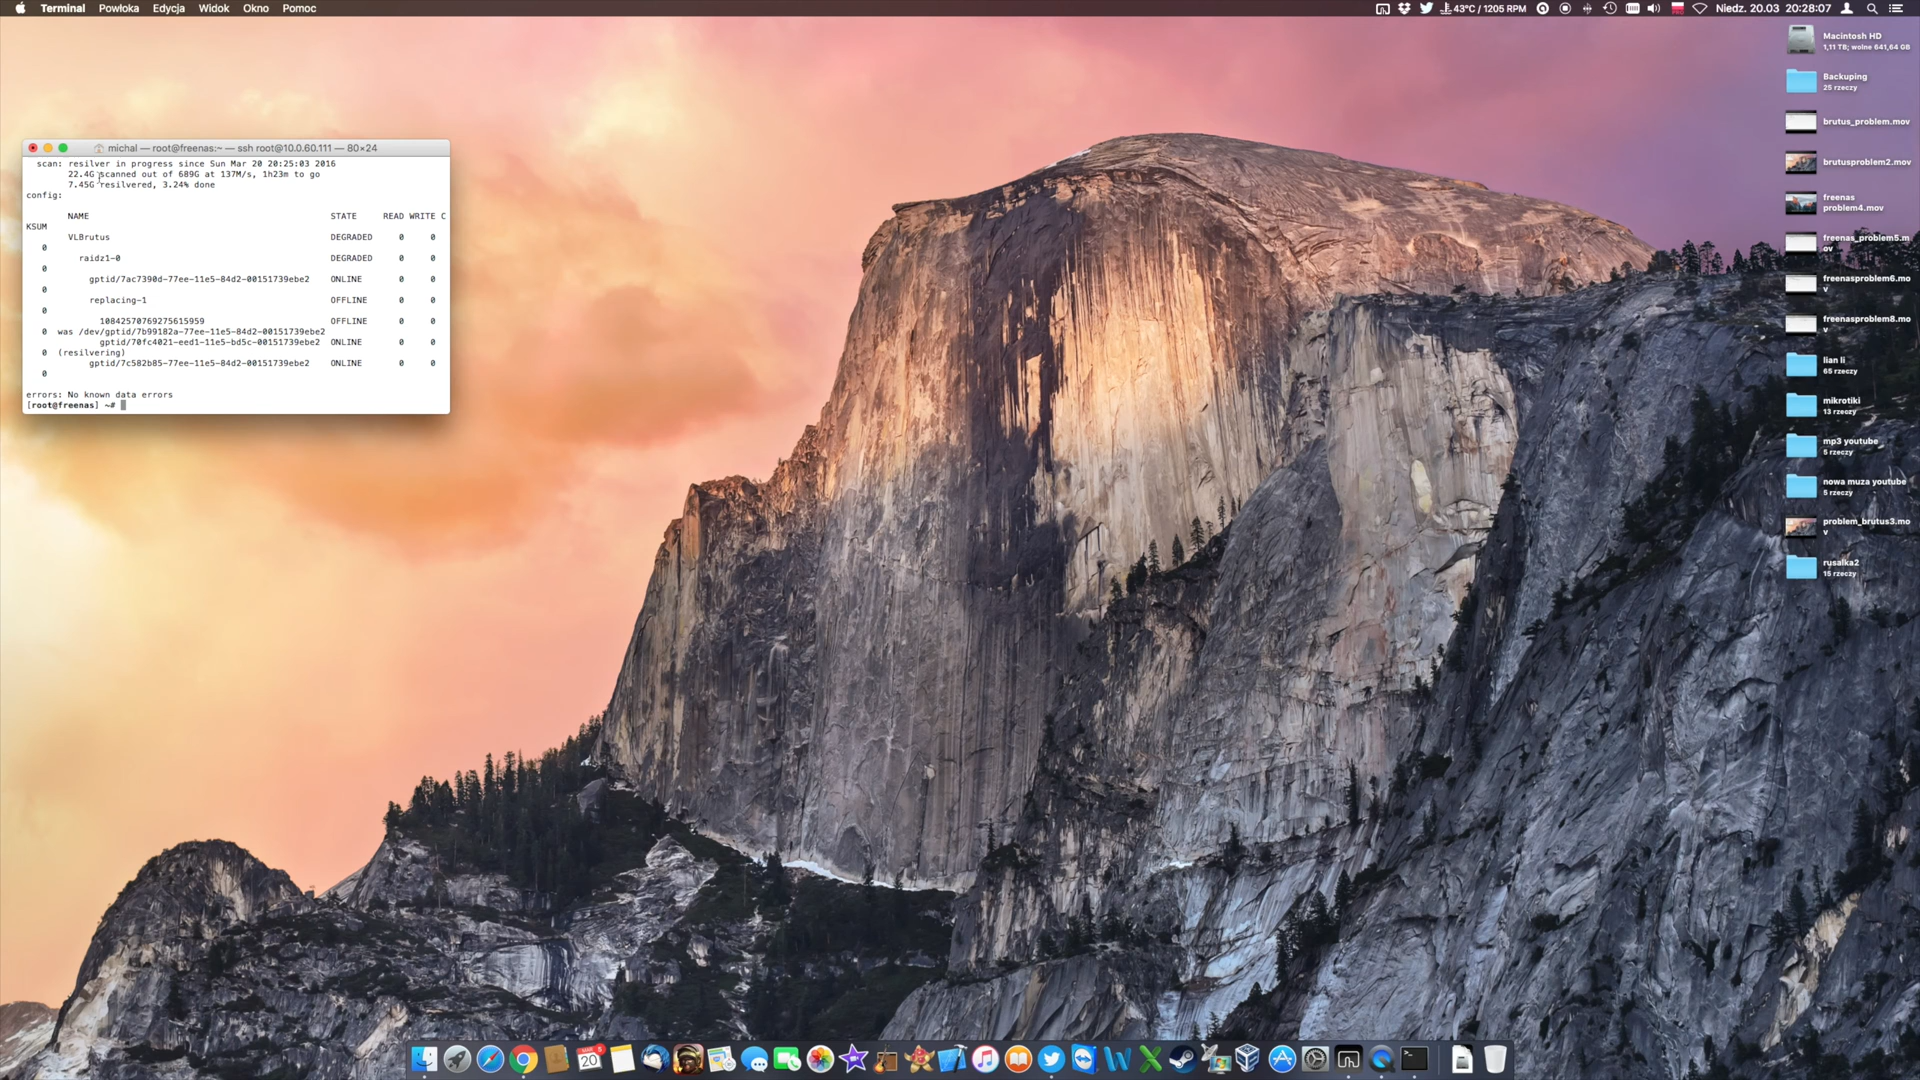 Terminal Powłoka Edycja Widok Okno Pomoc
43°C / 1205 RPM Niedz. 20.03 20:28:07
michal — root@freenas:~ — ssh root@10.0.60.111 — 80×24
scan: resilver in progress since Sun Mar 20 20:25:03 2016
22.4G scanned out of 689G at 137M/s, 1h23m to go
7.45G resilvered, 3.24% done
config:
NAME STATE READ WRITE C
KSUM
VLBrutus DEGRADED 0 0
0
raidz1-0 DEGRADED 0 0
0
gptid/7ac7390d-77ee-11e5-84d2-00151739ebe2 ONLINE 0 0
0
replacing-1 OFFLINE 0 0
0
10842570769275615959 OFFLINE 0 0
0 was /dev/gptid/7b99182a-77ee-11e5-84d2-00151739ebe2
gptid/70fc4021-eed1-11e5-bd5c-00151739ebe2 ONLINE 0 0
0 (resilvering)
gptid/7c582b85-77ee-11e5-84d2-00151739ebe2 ONLINE 0 0
0
errors: No known data errors
[root@freenas] ~#
Macintosh HD
1,11 TB; wolne 641,64 GB
Backuping
25 rzeczy
brutus_problem.mov
brutusproblem2.mov
freenas
problem4.mov
freenas_problem5.m
ov
freenasproblem6.mo
v
freenasproblem8.mo
v
lian li
65 rzeczy
mikrotiki
13 rzeczy
mp3 youtube
5 rzeczy
nowa muza youtube
5 rzeczy
problem_brutus3.mo
v
rusalka2
15 rzeczy
20